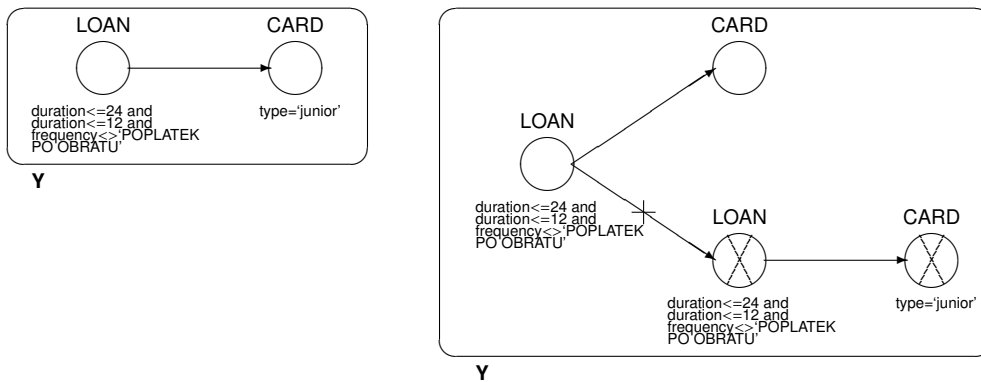 LOAN CARD
duration<=24 and
duration<=12 and
frequency<>‘POPLATEK
PO OBRATU’
type=‘junior’
Y
CARD
LOAN
duration<=24 and
duration<=12 and
frequency<>‘POPLATEK
PO OBRATU’
LOAN CARD
duration<=24 and
duration<=12 and
frequency<>‘POPLATEK
PO OBRATU’
type=‘junior’
Y